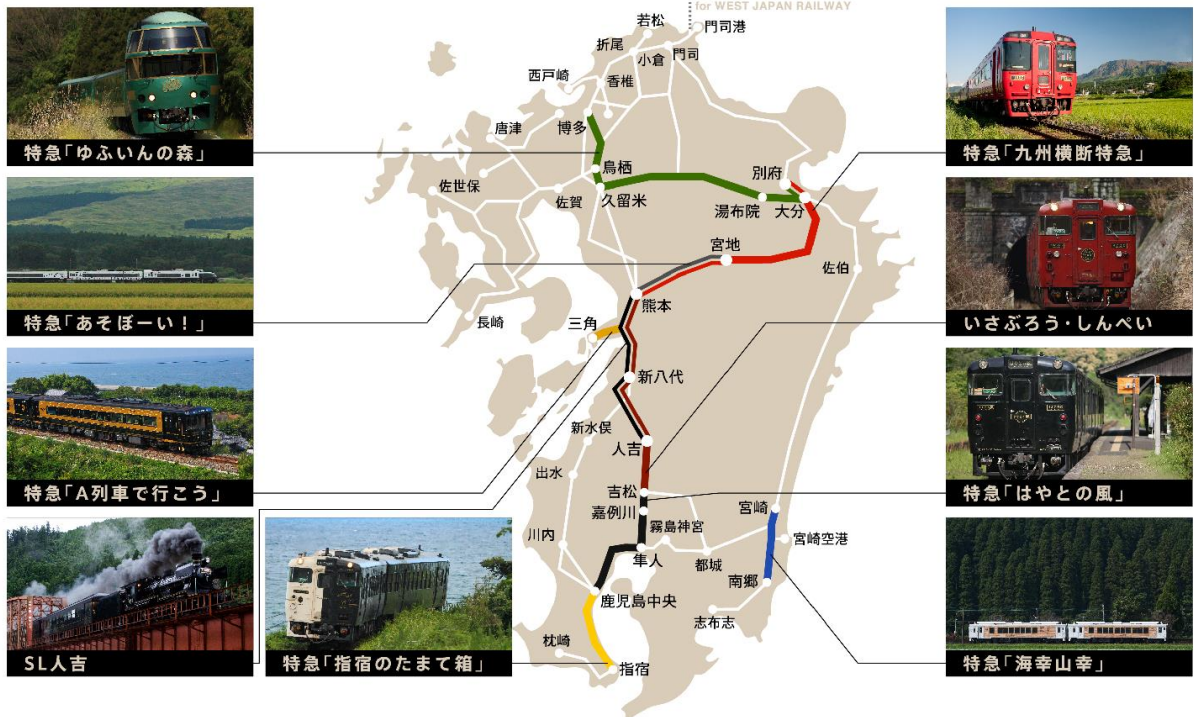 for WEST JAPAN RAILWAY
若松
門司港
折尾
小倉
門司
西戸崎
香椎
特急「ゆふいんの森」
唐津
博多
特急「九州横断特急」
鳥栖
別府
佐世保
佐賀
久留米
湯布院
大分
宮地
佐伯
熊本
長崎
三角
特急「あそぼーい!」
いさぶろう・しんぺい
新八代
新水俣
人吉
出水
吉松
特急「A列車で行こう」
特急「はやとの風」
嘉例川
宮崎
霧島神宮
川内
宮崎空港
隼人
都城
南郷
鹿児島中央
志布志
枕崎
指宿
SL人吉
特急「指宿のたまて箱」
特急「海幸山幸」